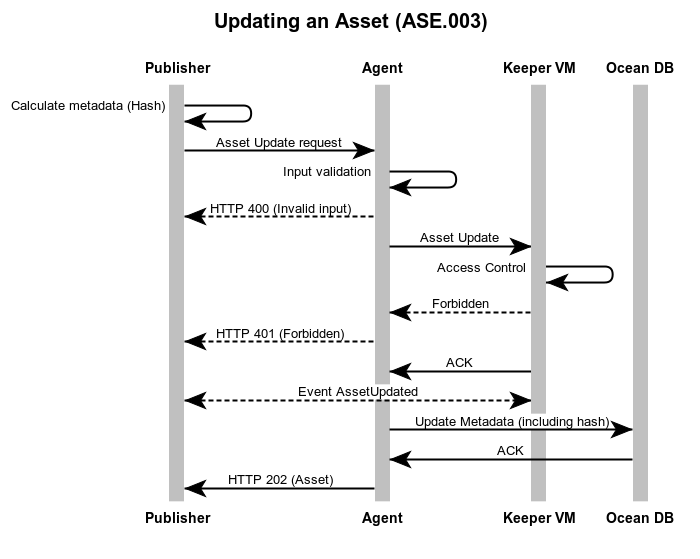 Updating an Asset (ASE.003)
Publisher Agent Keeper VM Ocean DB
Calculate metadata (Hash)
Asset Update request
Input validation
HTTP 400 (Invalid input)
Asset Update
Access Control
Forbidden
HTTP 401 (Forbidden)
ACK
Event AssetUpdated
Update Metadata (including hash)
ACK
HTTP 202 (Asset)
Publisher Agent Keeper VM Ocean DB